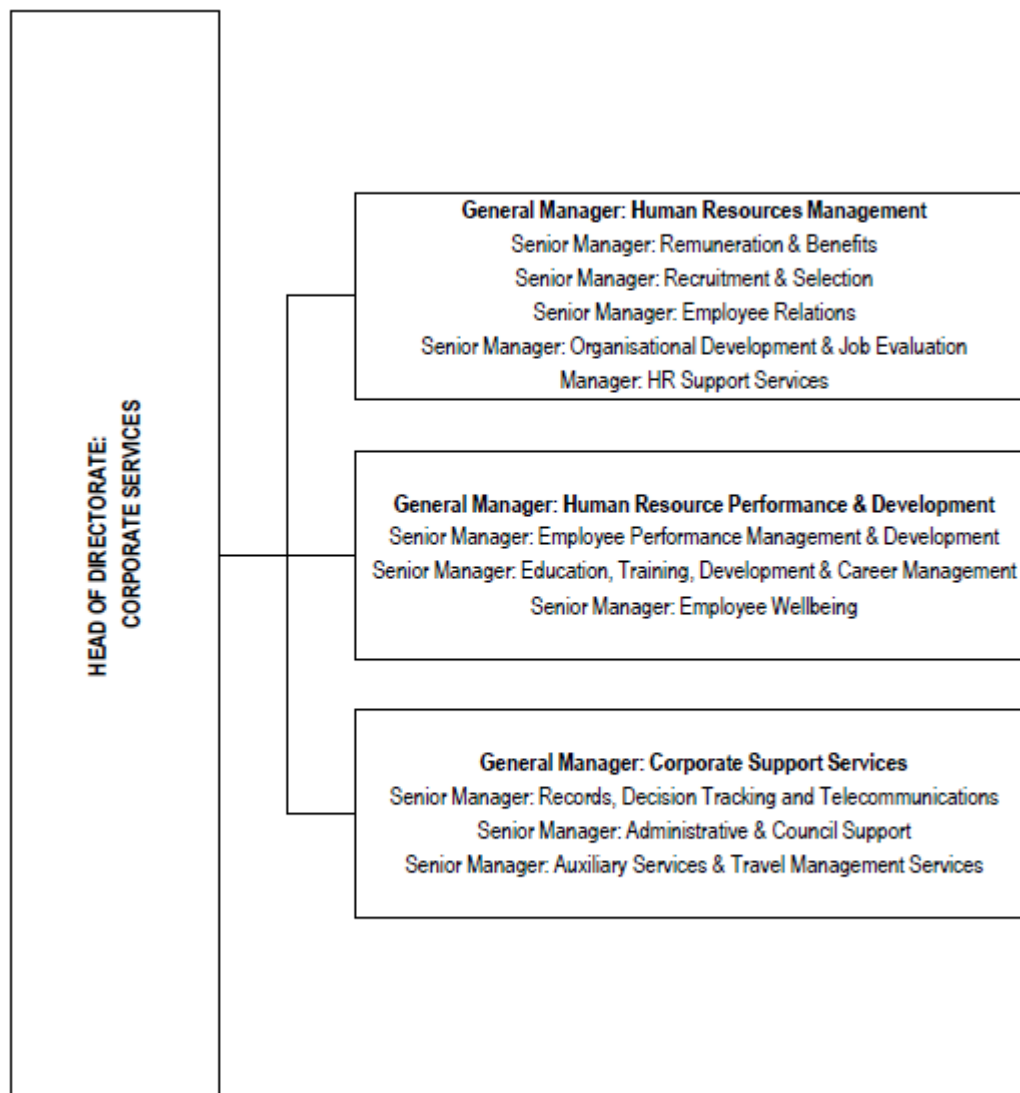 HEAD OF DIRECTORATE:
CORPORATE SERVICES
General Manager: Human Resources Management
Senior Manager: Remuneration & Benefits
Senior Manager: Recruitment & Selection
Senior Manager: Employee Relations
Senior Manager: Organisational Development & Job Evaluation
Manager: HR Support Services
General Manager: Human Resource Performance & Development
Senior Manager: Employee Performance Management & Development
Senior Manager: Education, Training, Development & Career Management
Senior Manager: Employee Wellbeing
General Manager: Corporate Support Services
Senior Manager: Records, Decision Tracking and Telecommunications
Senior Manager: Administrative & Council Support
Senior Manager: Auxiliary Services & Travel Management Services